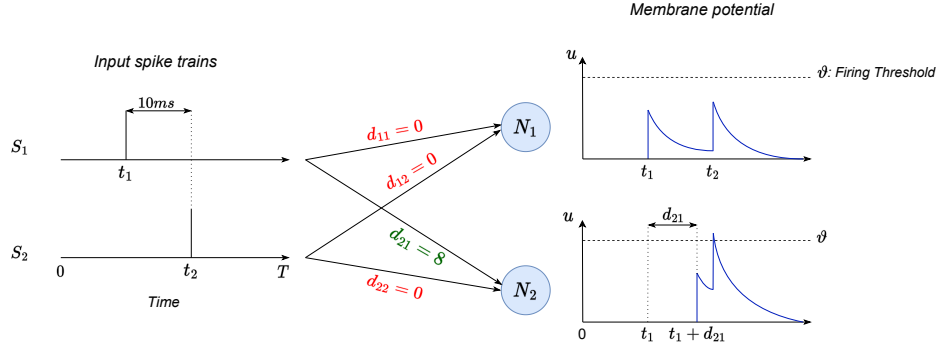 Membrane potential
Input spike trains
u
ϑ: Firing Threshold
10ms
S₁
t₁
d₁₁ = 0
d₁₂ = 0
N₁
t₁ t₂
u
d₂₁
ϑ
S₂
0 t₂ T
Time
d₂₁ = 8
d₂₂ = 0
N₂
0 t₁ t₁ + d₂₁